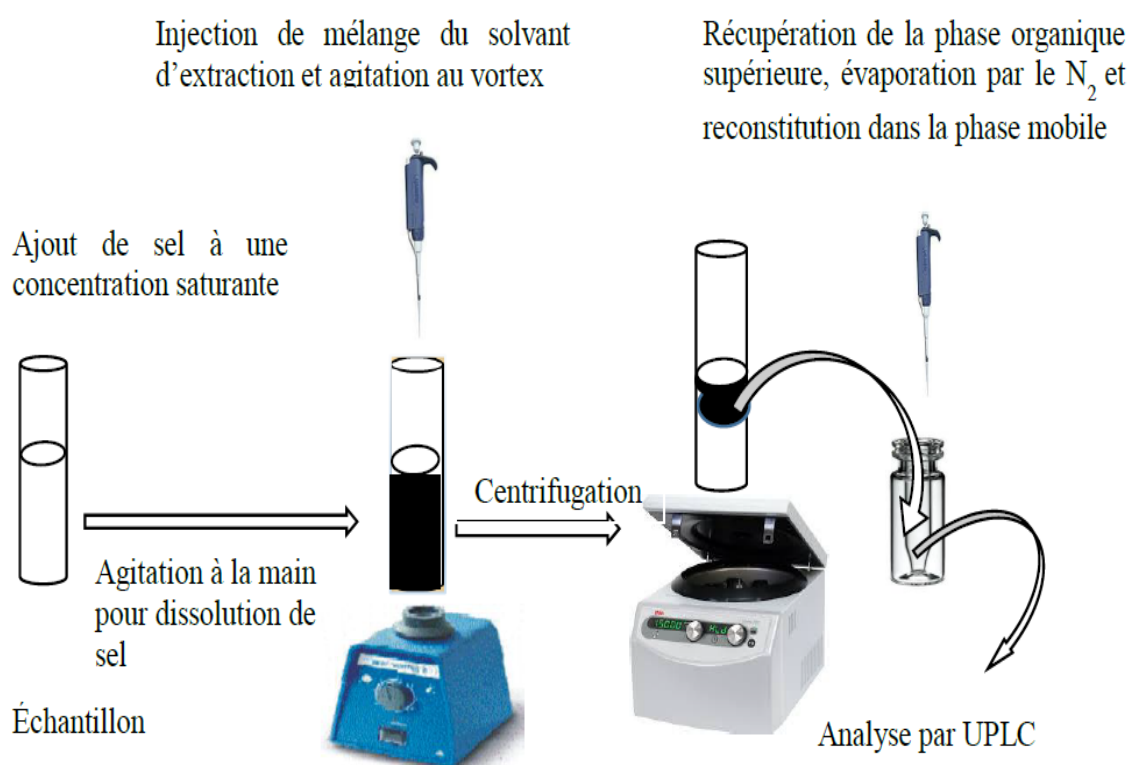 Injection de mélange du solvant
d'extraction et agitation au vortex
Récupération de la phase organique
supérieure, évaporation par le N₂ et
reconstitution dans la phase mobile
Ajout de sel à une
concentration saturante
Agitation à la main
pour dissolution de
sel
Échantillon
Centrifugation
Analyse par UPLC